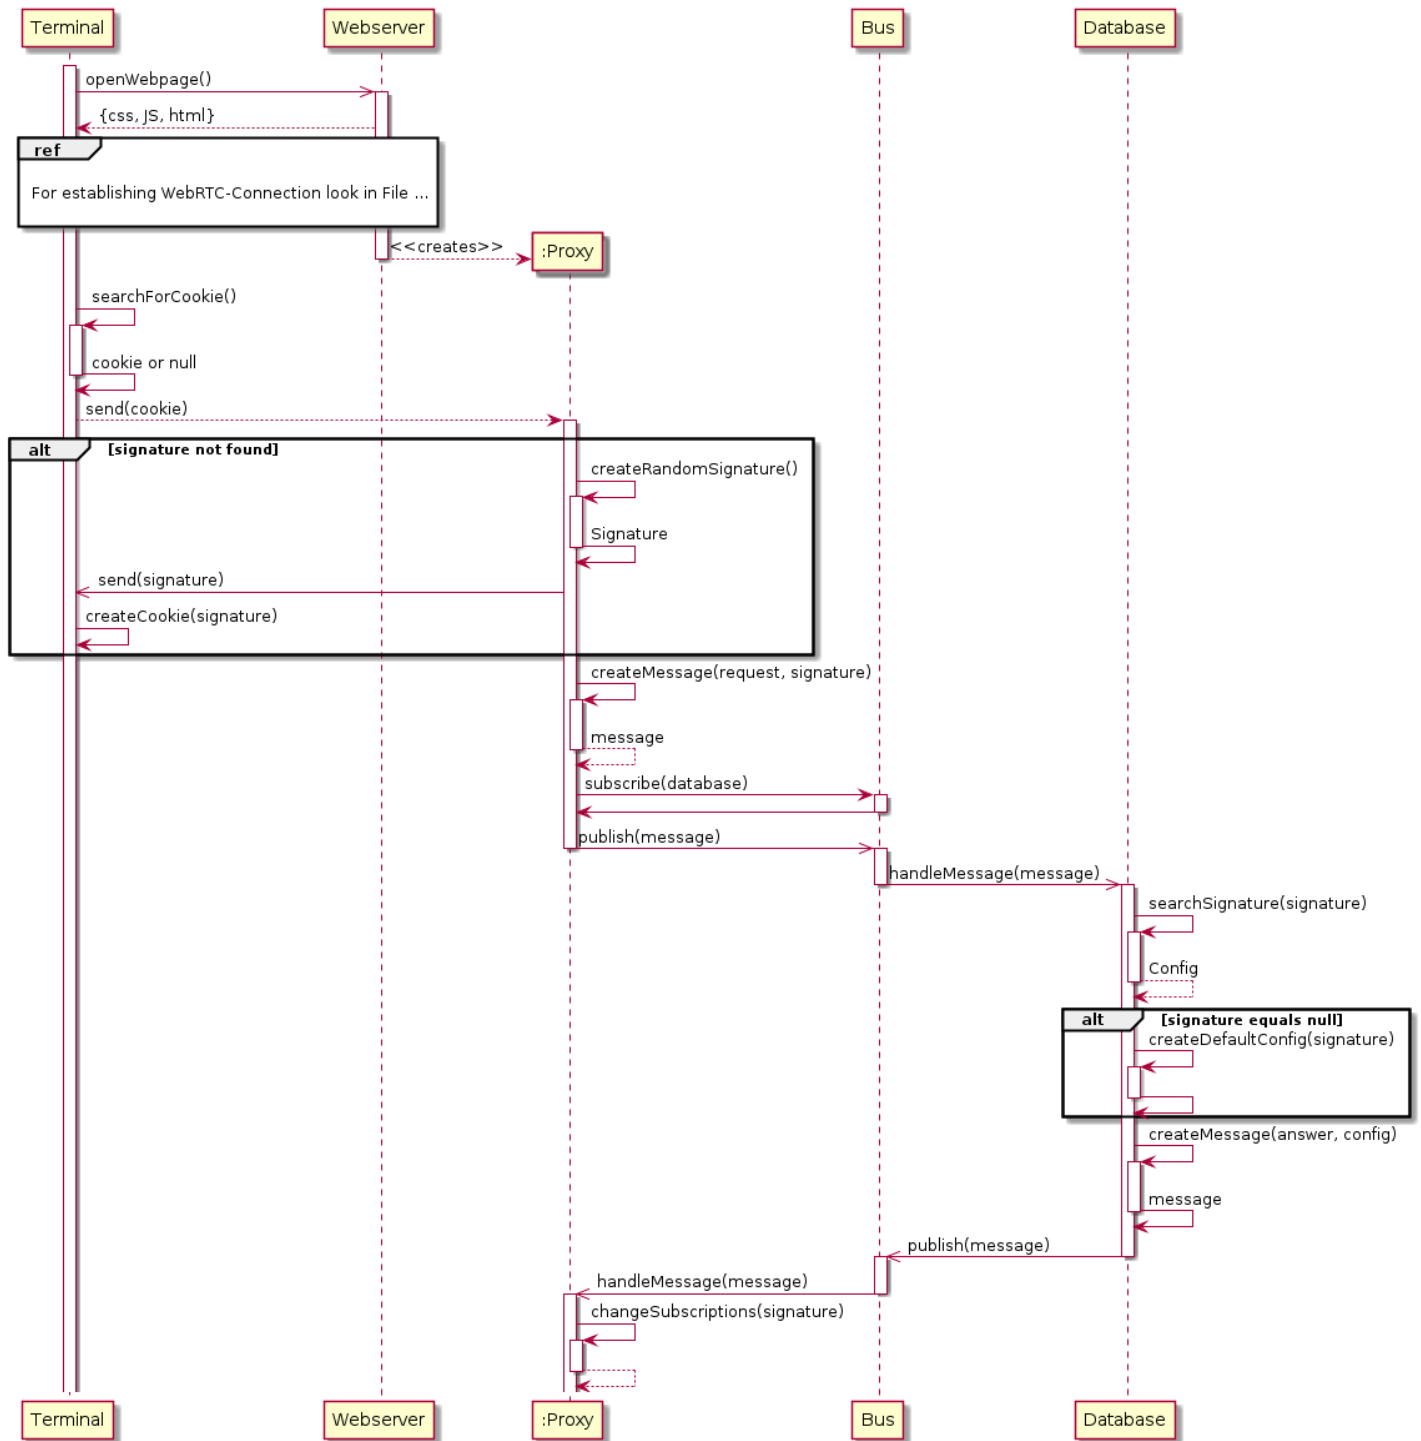 Terminal
Webserver
Bus
Database
openWebpage()
{css, JS, html}
ref
For establishing WebRTC-Connection look in File ...
<<creates>>
:Proxy
searchForCookie()
cookie or null
send(cookie)
alt
[signature not found]
createRandomSignature()
Signature
send(signature)
createCookie(signature)
createMessage(request, signature)
message
subscribe(database)
publish(message)
handleMessage(message)
searchSignature(signature)
Config
alt
[signature equals null]
createDefaultConfig(signature)
createMessage(answer, config)
message
publish(message)
handleMessage(message)
changeSubscriptions(signature)
Terminal
Webserver
:Proxy
Bus
Database